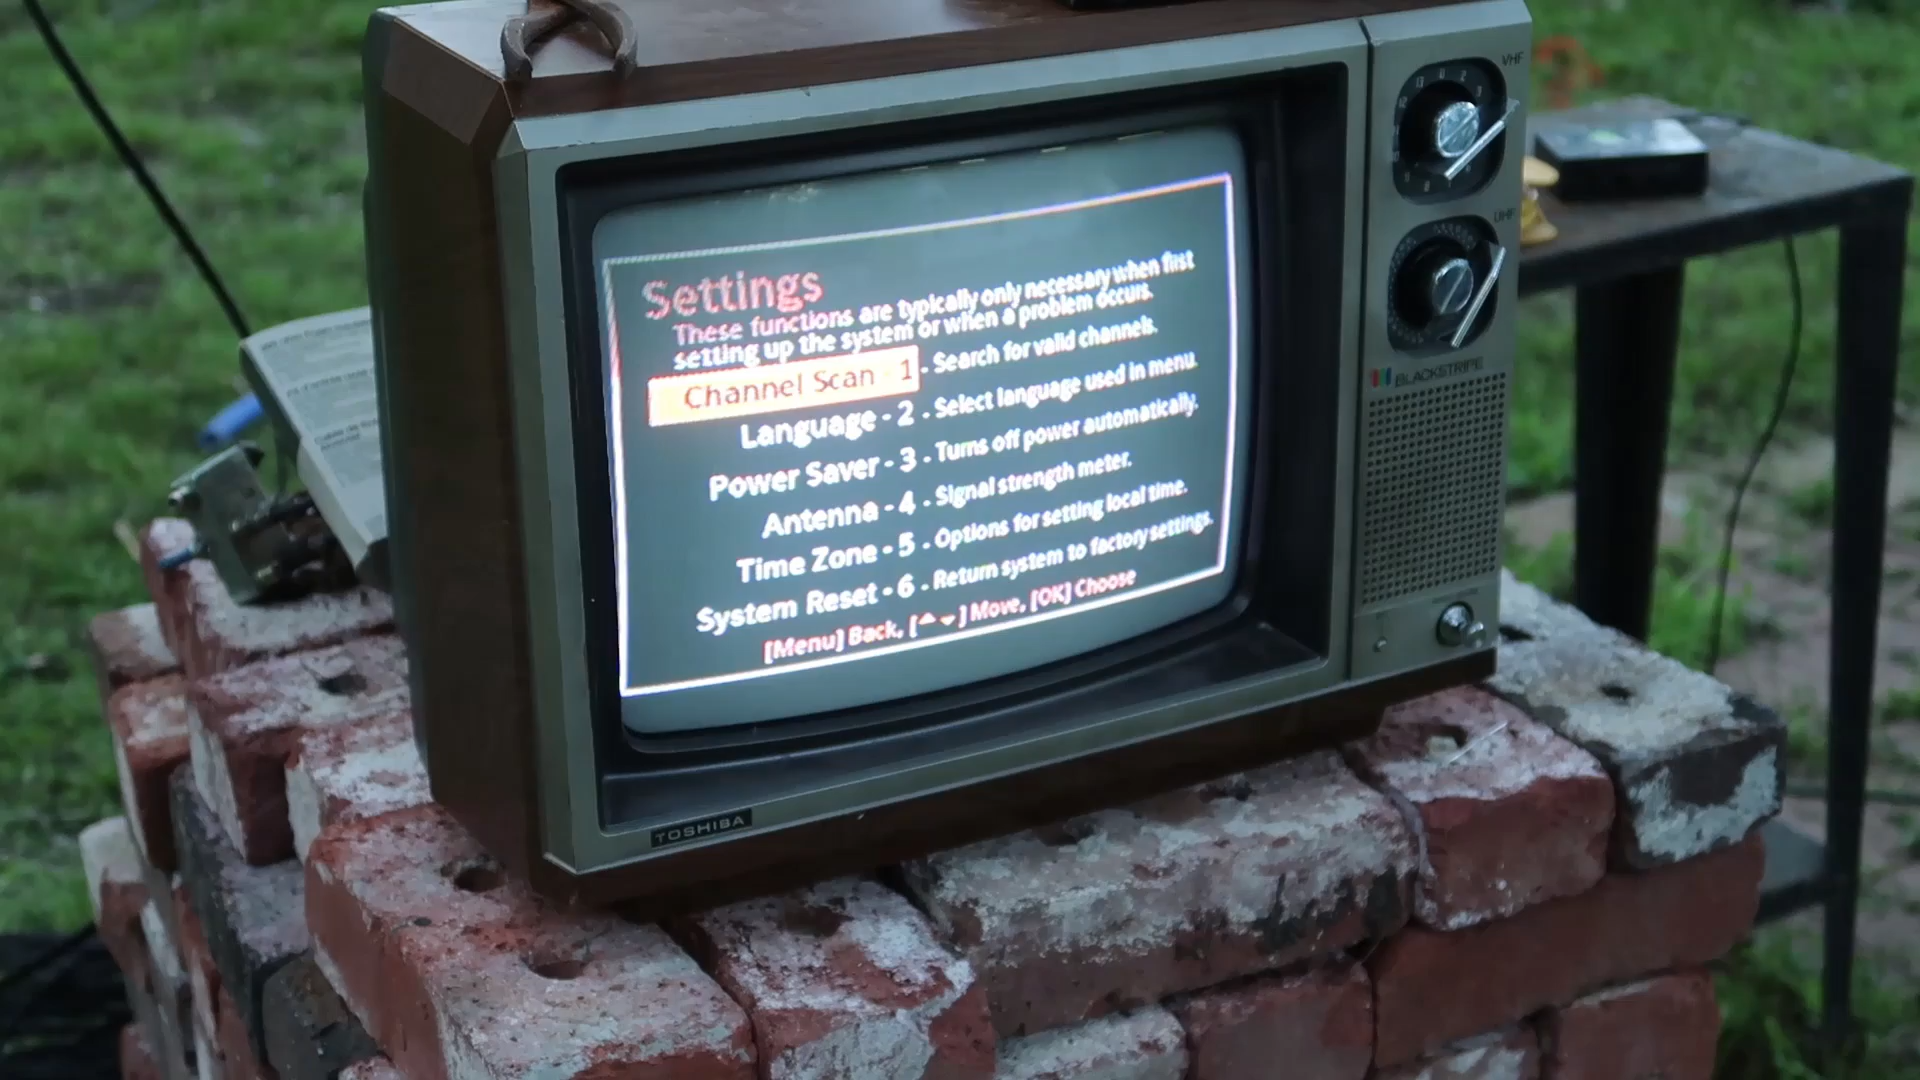 VHF
UHF
Settings
These functions are typically only necessary when first
setting up the system or when a problem occurs.
Channel Scan - 1 - Search for valid channels.
Language - 2 - Select language used in menu.
Power Saver - 3 - Turns off power automatically.
Antenna - 4 - Signal strength meter.
Time Zone - 5 - Options for setting local time.
System Reset - 6 - Return system to factory settings.
[Menu] Back, [ ] Move, [OK] Choose
BLACKSTRIPE
TOSHIBA